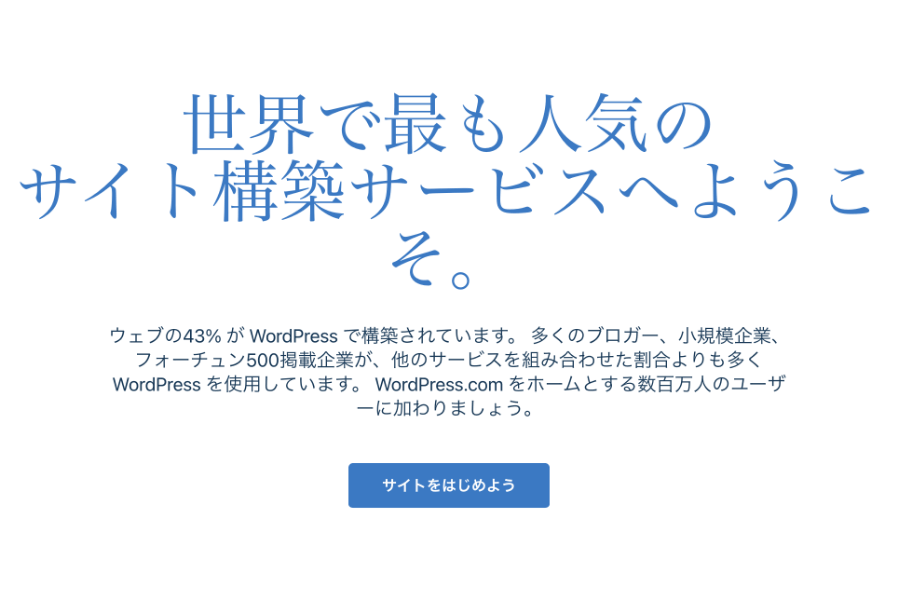 世界で最も人気の
サイト構築サービスへようこ
そ。
ウェブの43% が WordPress で構築されています。 多くのブロガー、小規模企業、
フォーチュン500掲載企業が、他のサービスを組み合わせた割合よりも多く
WordPress を使用しています。 WordPress.com をホームとする数百万人のユーザ
ーに加わりましょう。
サイトをはじめよう